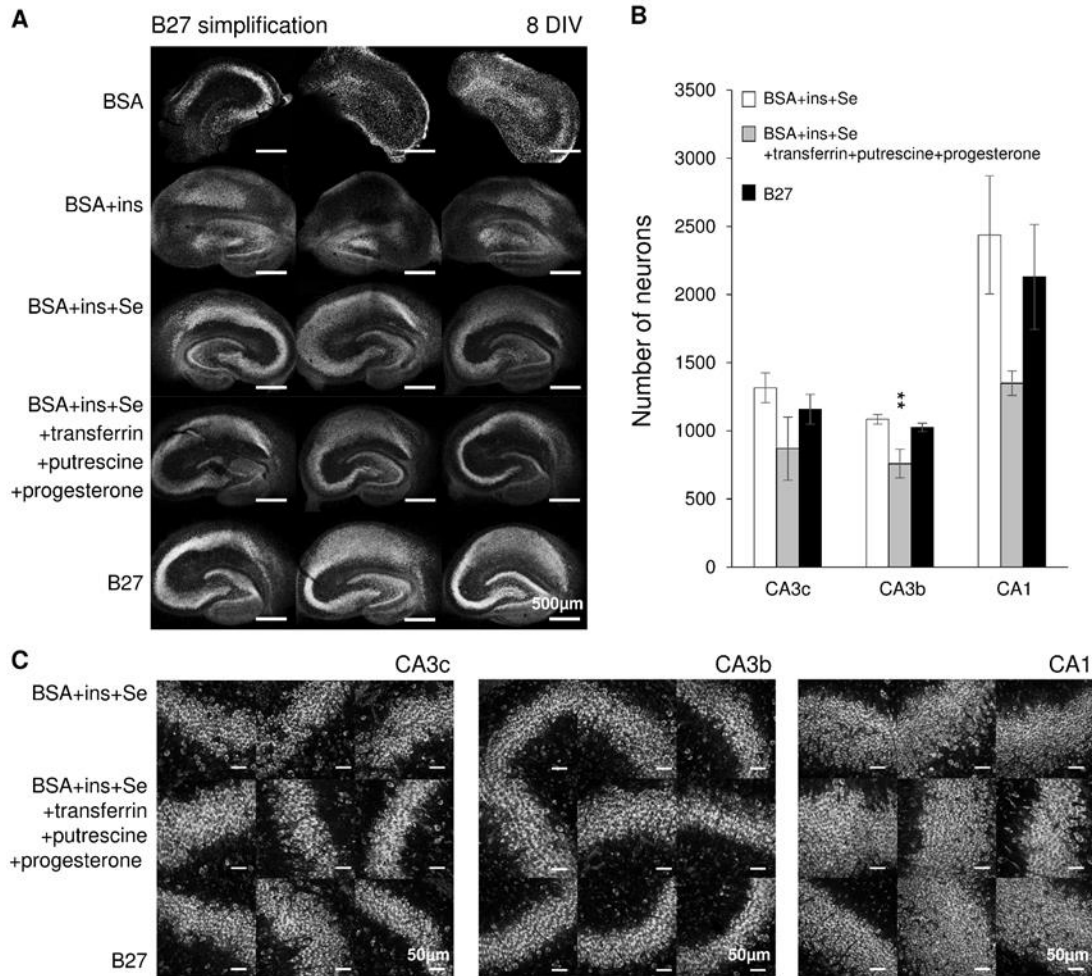 A
B27 simplification 8 DIV
BSA
BSA+ins
BSA+ins+Se
BSA+ins+Se
+transferrin
+putrescine
+progesterone
B27
500µm
B
Number of neurons
3500
3000
2500
2000
1500
1000
500
0
BSA+ins+Se
BSA+ins+Se
+transferrin+putrescine+progesterone
B27
**
CA3c CA3b CA1
C
CA3c CA3b CA1
BSA+ins+Se
BSA+ins+Se
+transferrin
+putrescine
+progesterone
B27
50µm 50µm 50µm